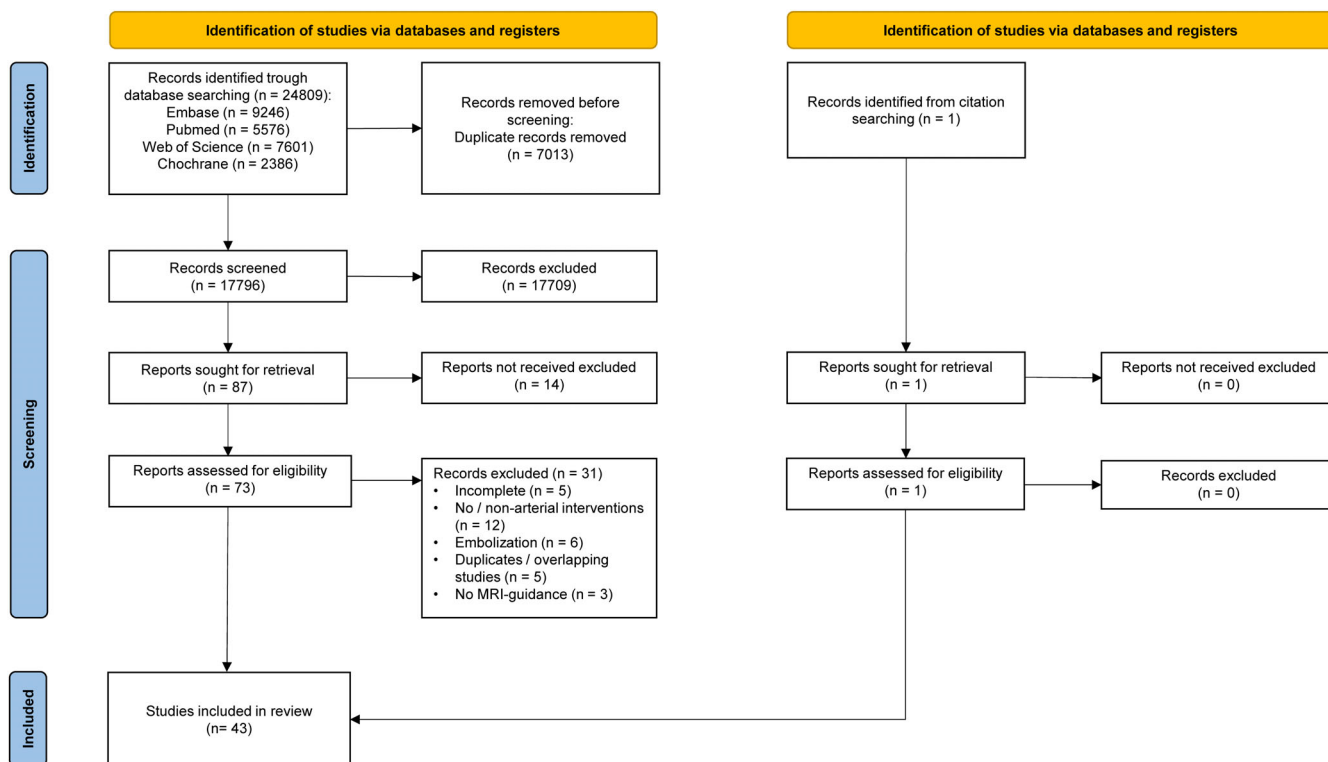 Identification of studies via databases and registers
Identification of studies via databases and registers
Identification
Records identified trough
database searching (n = 24809):
Embase (n = 9246)
Pubmed (n = 5576)
Web of Science (n = 7601)
Chochrane (n = 2386)
Records removed before
screening:
Duplicate records removed
(n = 7013)
Records identified from citation
searching (n = 1)
Screening
Records screened
(n = 17796)
Records excluded
(n = 17709)
Reports sought for retrieval
(n = 87)
Reports not received excluded
(n = 14)
Reports sought for retrieval
(n = 1)
Reports not received excluded
(n = 0)
Reports assessed for eligibility
(n = 73)
Records excluded (n = 31)
• Incomplete (n = 5)
• No / non-arterial interventions
(n = 12)
• Embolization (n = 6)
• Duplicates / overlapping
studies (n = 5)
• No MRI-guidance (n = 3)
Reports assessed for eligibility
(n = 1)
Records excluded
(n = 0)
Included
Studies included in review
(n= 43)